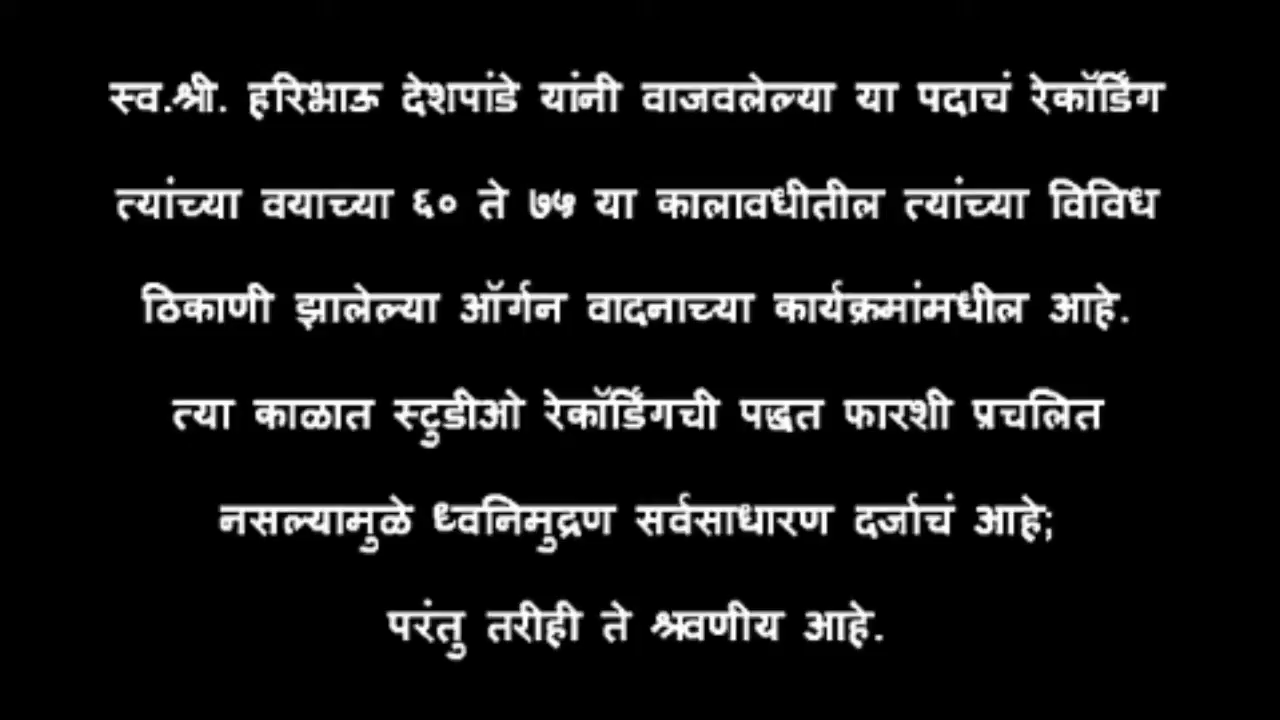 स्व.श्री. हरिभाऊ देशपांडे यांनी वाजवलेल्या या पदाचं रेकॉर्डिंग
त्यांच्या वयाच्या ६० ते ७५ या कालावधीतील त्यांच्या विविध
ठिकाणी झालेल्या ऑर्गन वादनाच्या कार्यक्रमांमधील आहे.
त्या काळात स्टुडीओ रेकॉर्डिंगची पद्धत फारशी प्रचलित
नसल्यामुळे ध्वनिमुद्रण सर्वसाधारण दर्जाचं आहे;
परंतु तरीही ते श्रवणीय आहे.